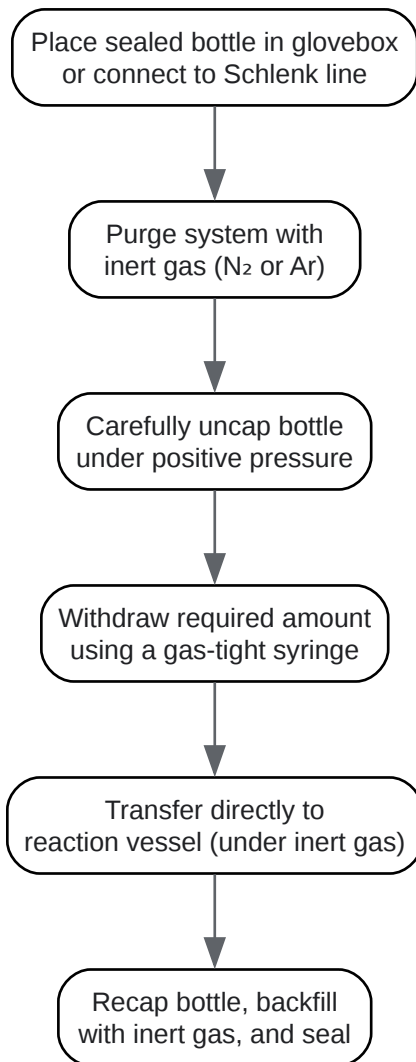 Place sealed bottle in glovebox
or connect to Schlenk line
Purge system with
inert gas (N₂ or Ar)
Carefully uncap bottle
under positive pressure
Withdraw required amount
using a gas-tight syringe
Transfer directly to
reaction vessel (under inert gas)
Recap bottle, backfill
with inert gas, and seal